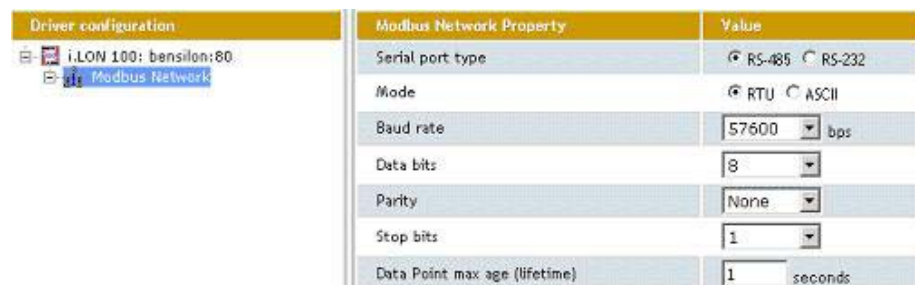 Driver configuration
i.LON 100: bensilon:80
Modbus Network
Modbus Network Property Value
Serial port type RS-485 RS-232
Mode RTU ASCII
Baud rate 57600 bps
Data bits 8
Parity None
Stop bits 1
Data Point max age (lifetime) 1 seconds